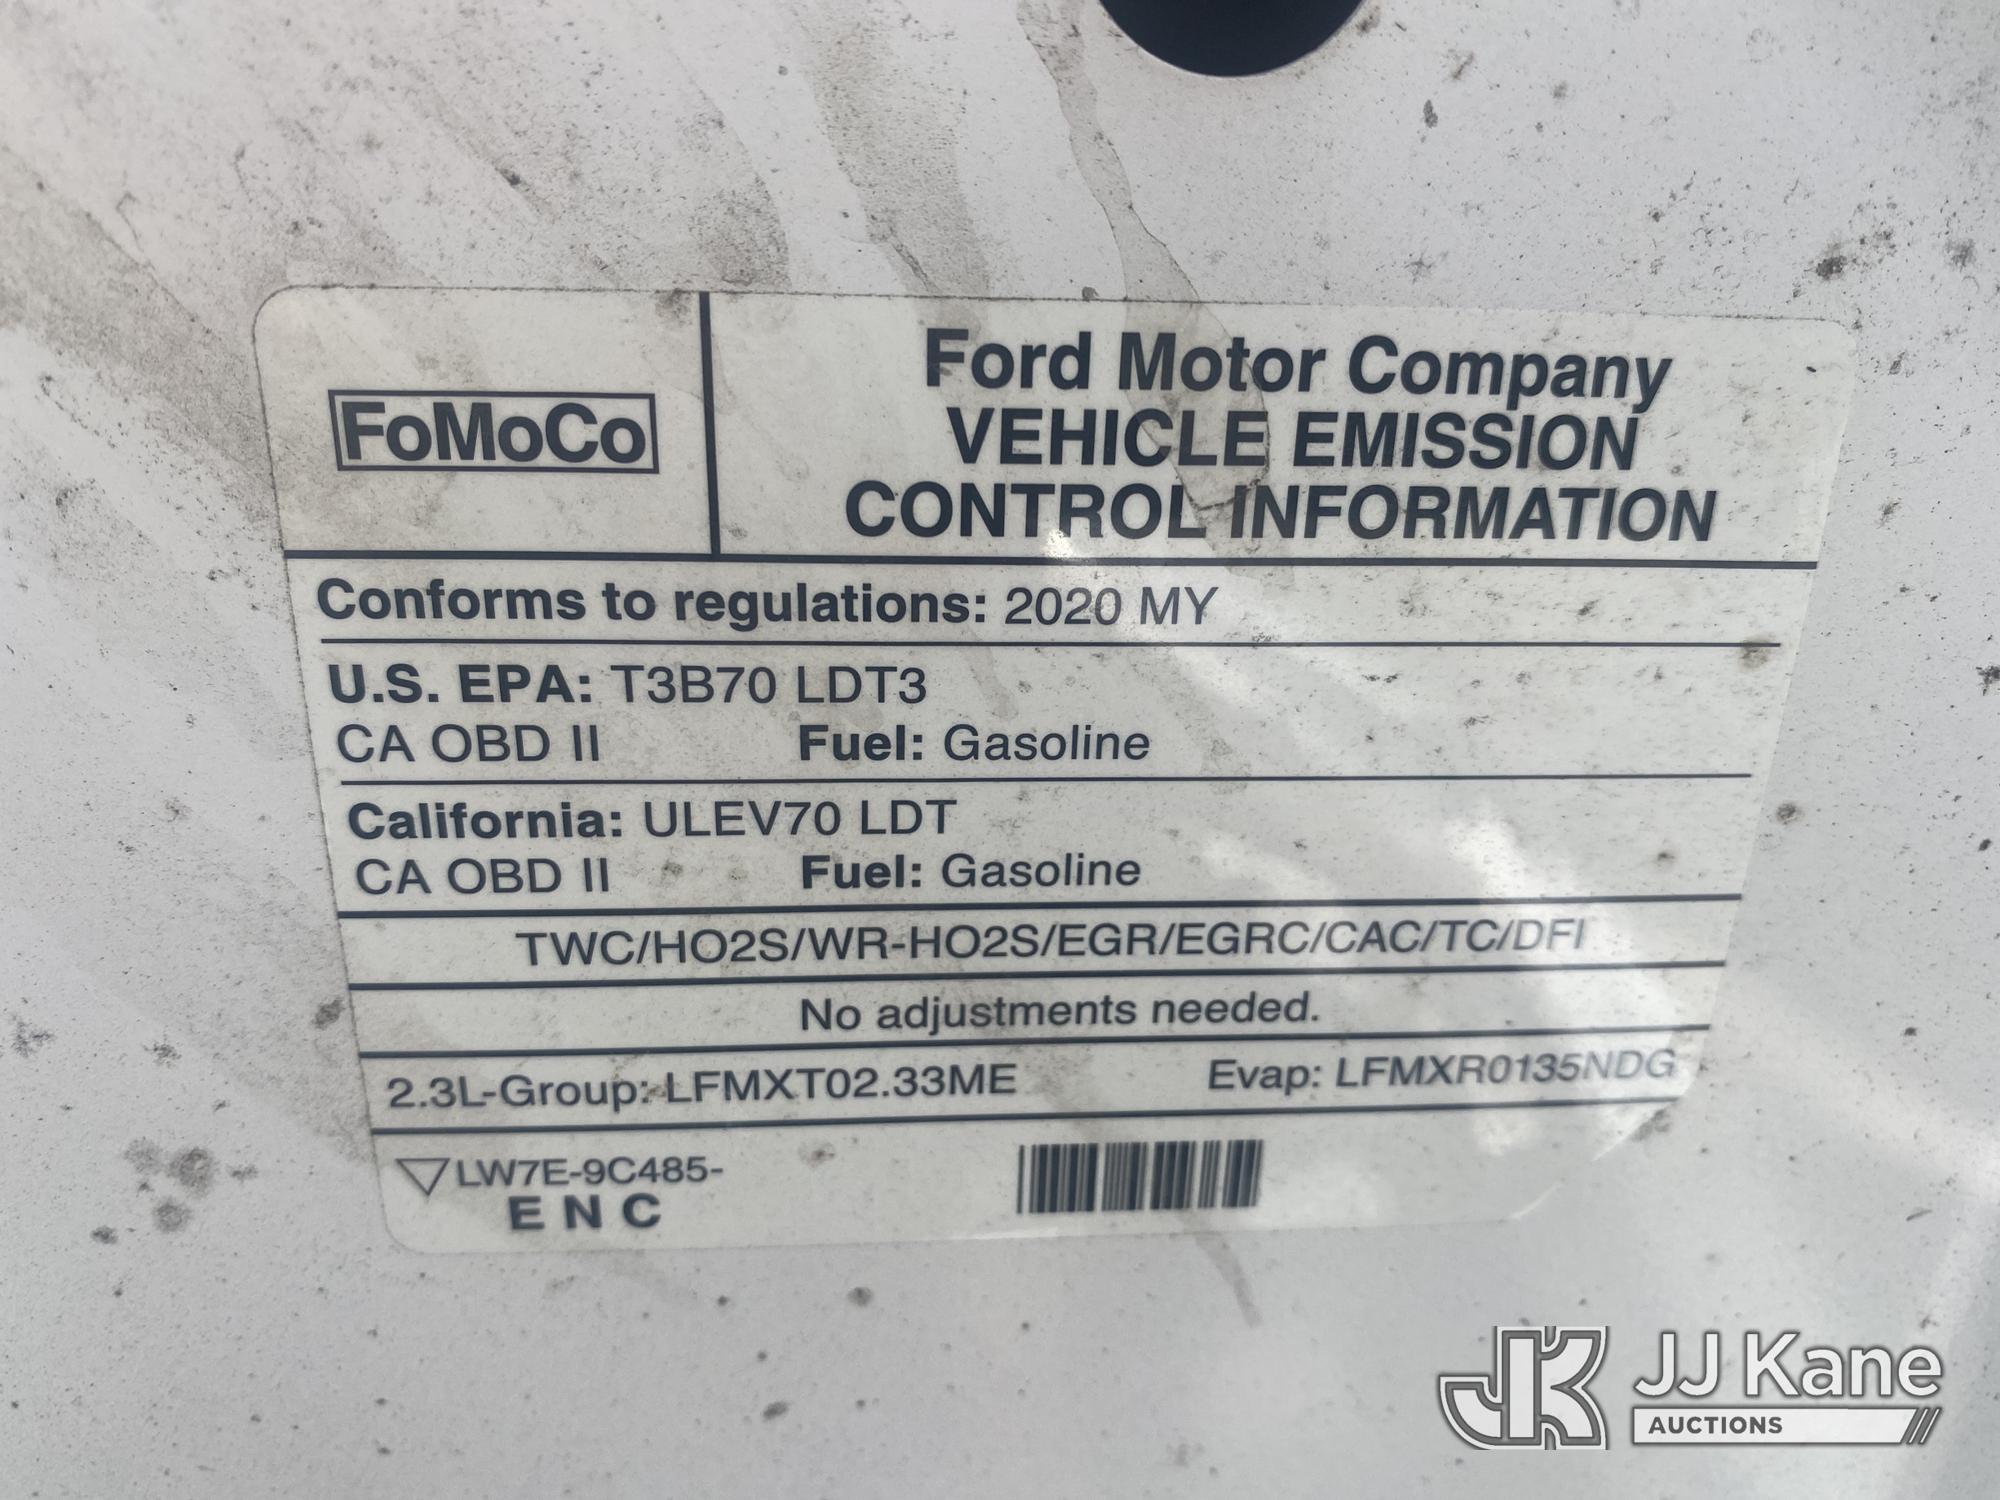 FoMoCo
Ford Motor Company
VEHICLE EMISSION
CONTROL INFORMATION
Conforms to regulations: 2020 MY
U.S. EPA: T3B70 LDT3
CA OBD II Fuel: Gasoline
California: ULEV70 LDT
CA OBD II Fuel: Gasoline
TWC/HO2S/WR-HO2S/EGR/EGRC/CAC/TC/DFI
No adjustments needed.
2.3L-Group: LFMXT02.33ME Evap: LFMXR0135NDG
LW7E-9C485-
E N C
JK JJ Kane
AUCTIONS